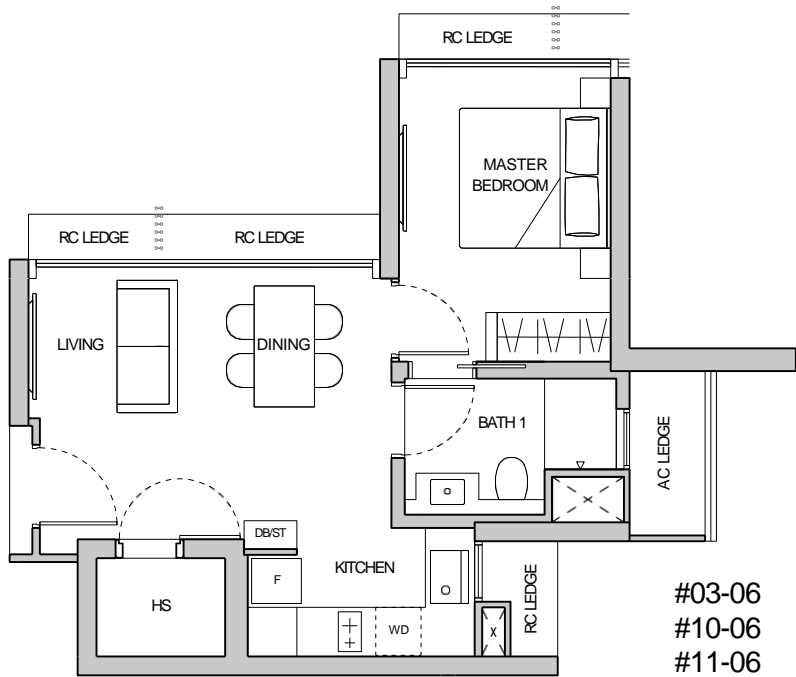 RC LEDGE
MASTER
BEDROOM
RC LEDGE
RC LEDGE
LIVING
DINING
BATH 1
AC LEDGE
DB/ST
KITCHEN
F
HS
WD
RC LEDGE
#03-06
#10-06
#11-06